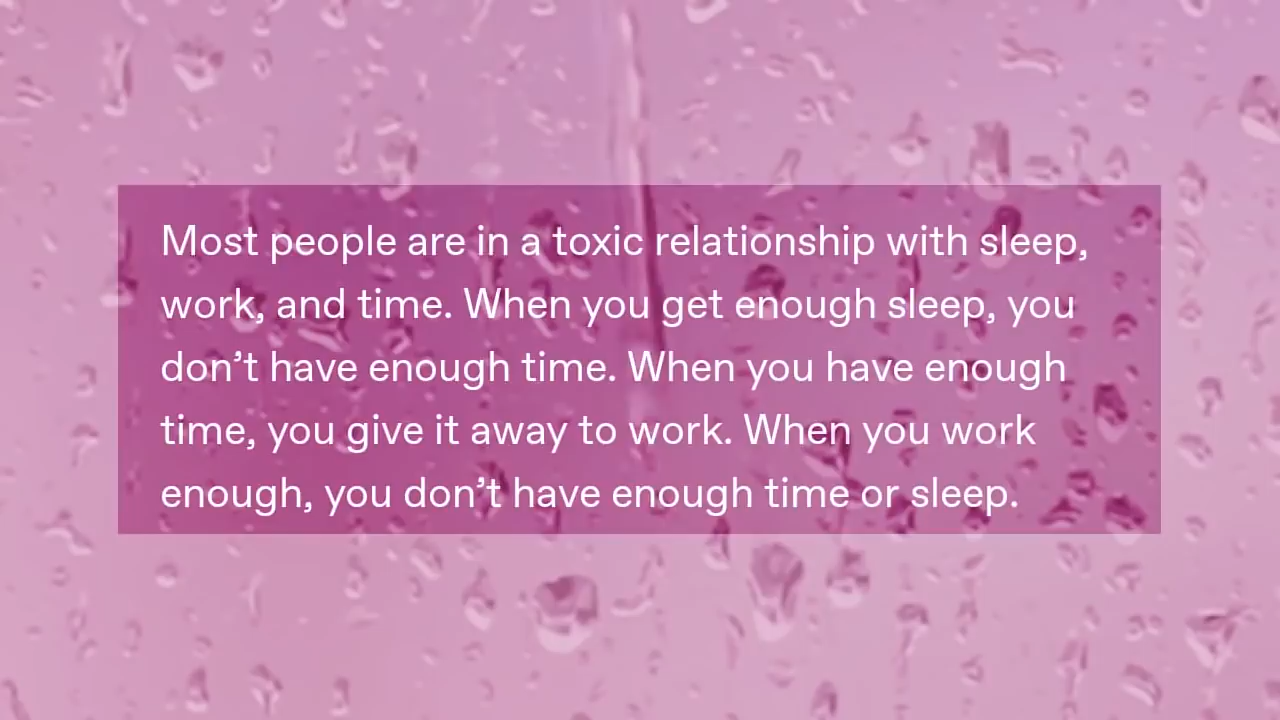 Most people are in a toxic relationship with sleep,
work, and time. When you get enough sleep, you
don’t have enough time. When you have enough
time, you give it away to work. When you work
enough, you don’t have enough time or sleep.